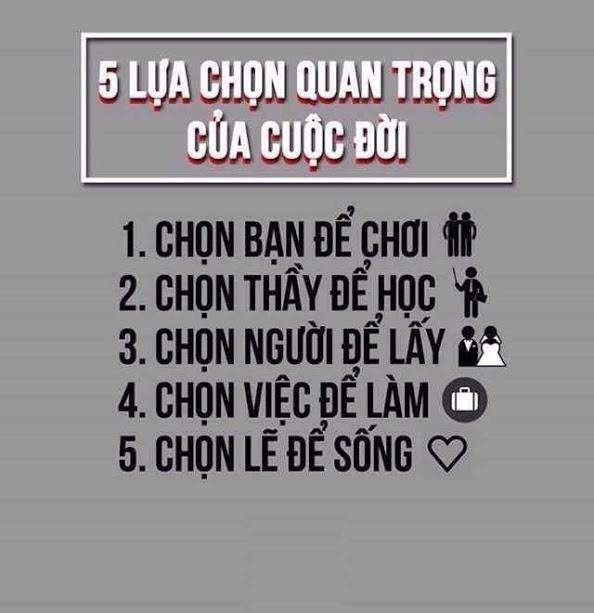 5 LỰA CHỌN QUAN TRỌNG
CỦA CUỘC ĐỜI
1. CHỌN BẠN ĐỂ CHƠI
2. CHỌN THẦY ĐỂ HỌC
3. CHỌN NGƯỜI ĐỂ LẤY
4. CHỌN VIỆC ĐỂ LÀM
5. CHỌN LẼ ĐỂ SỐNG